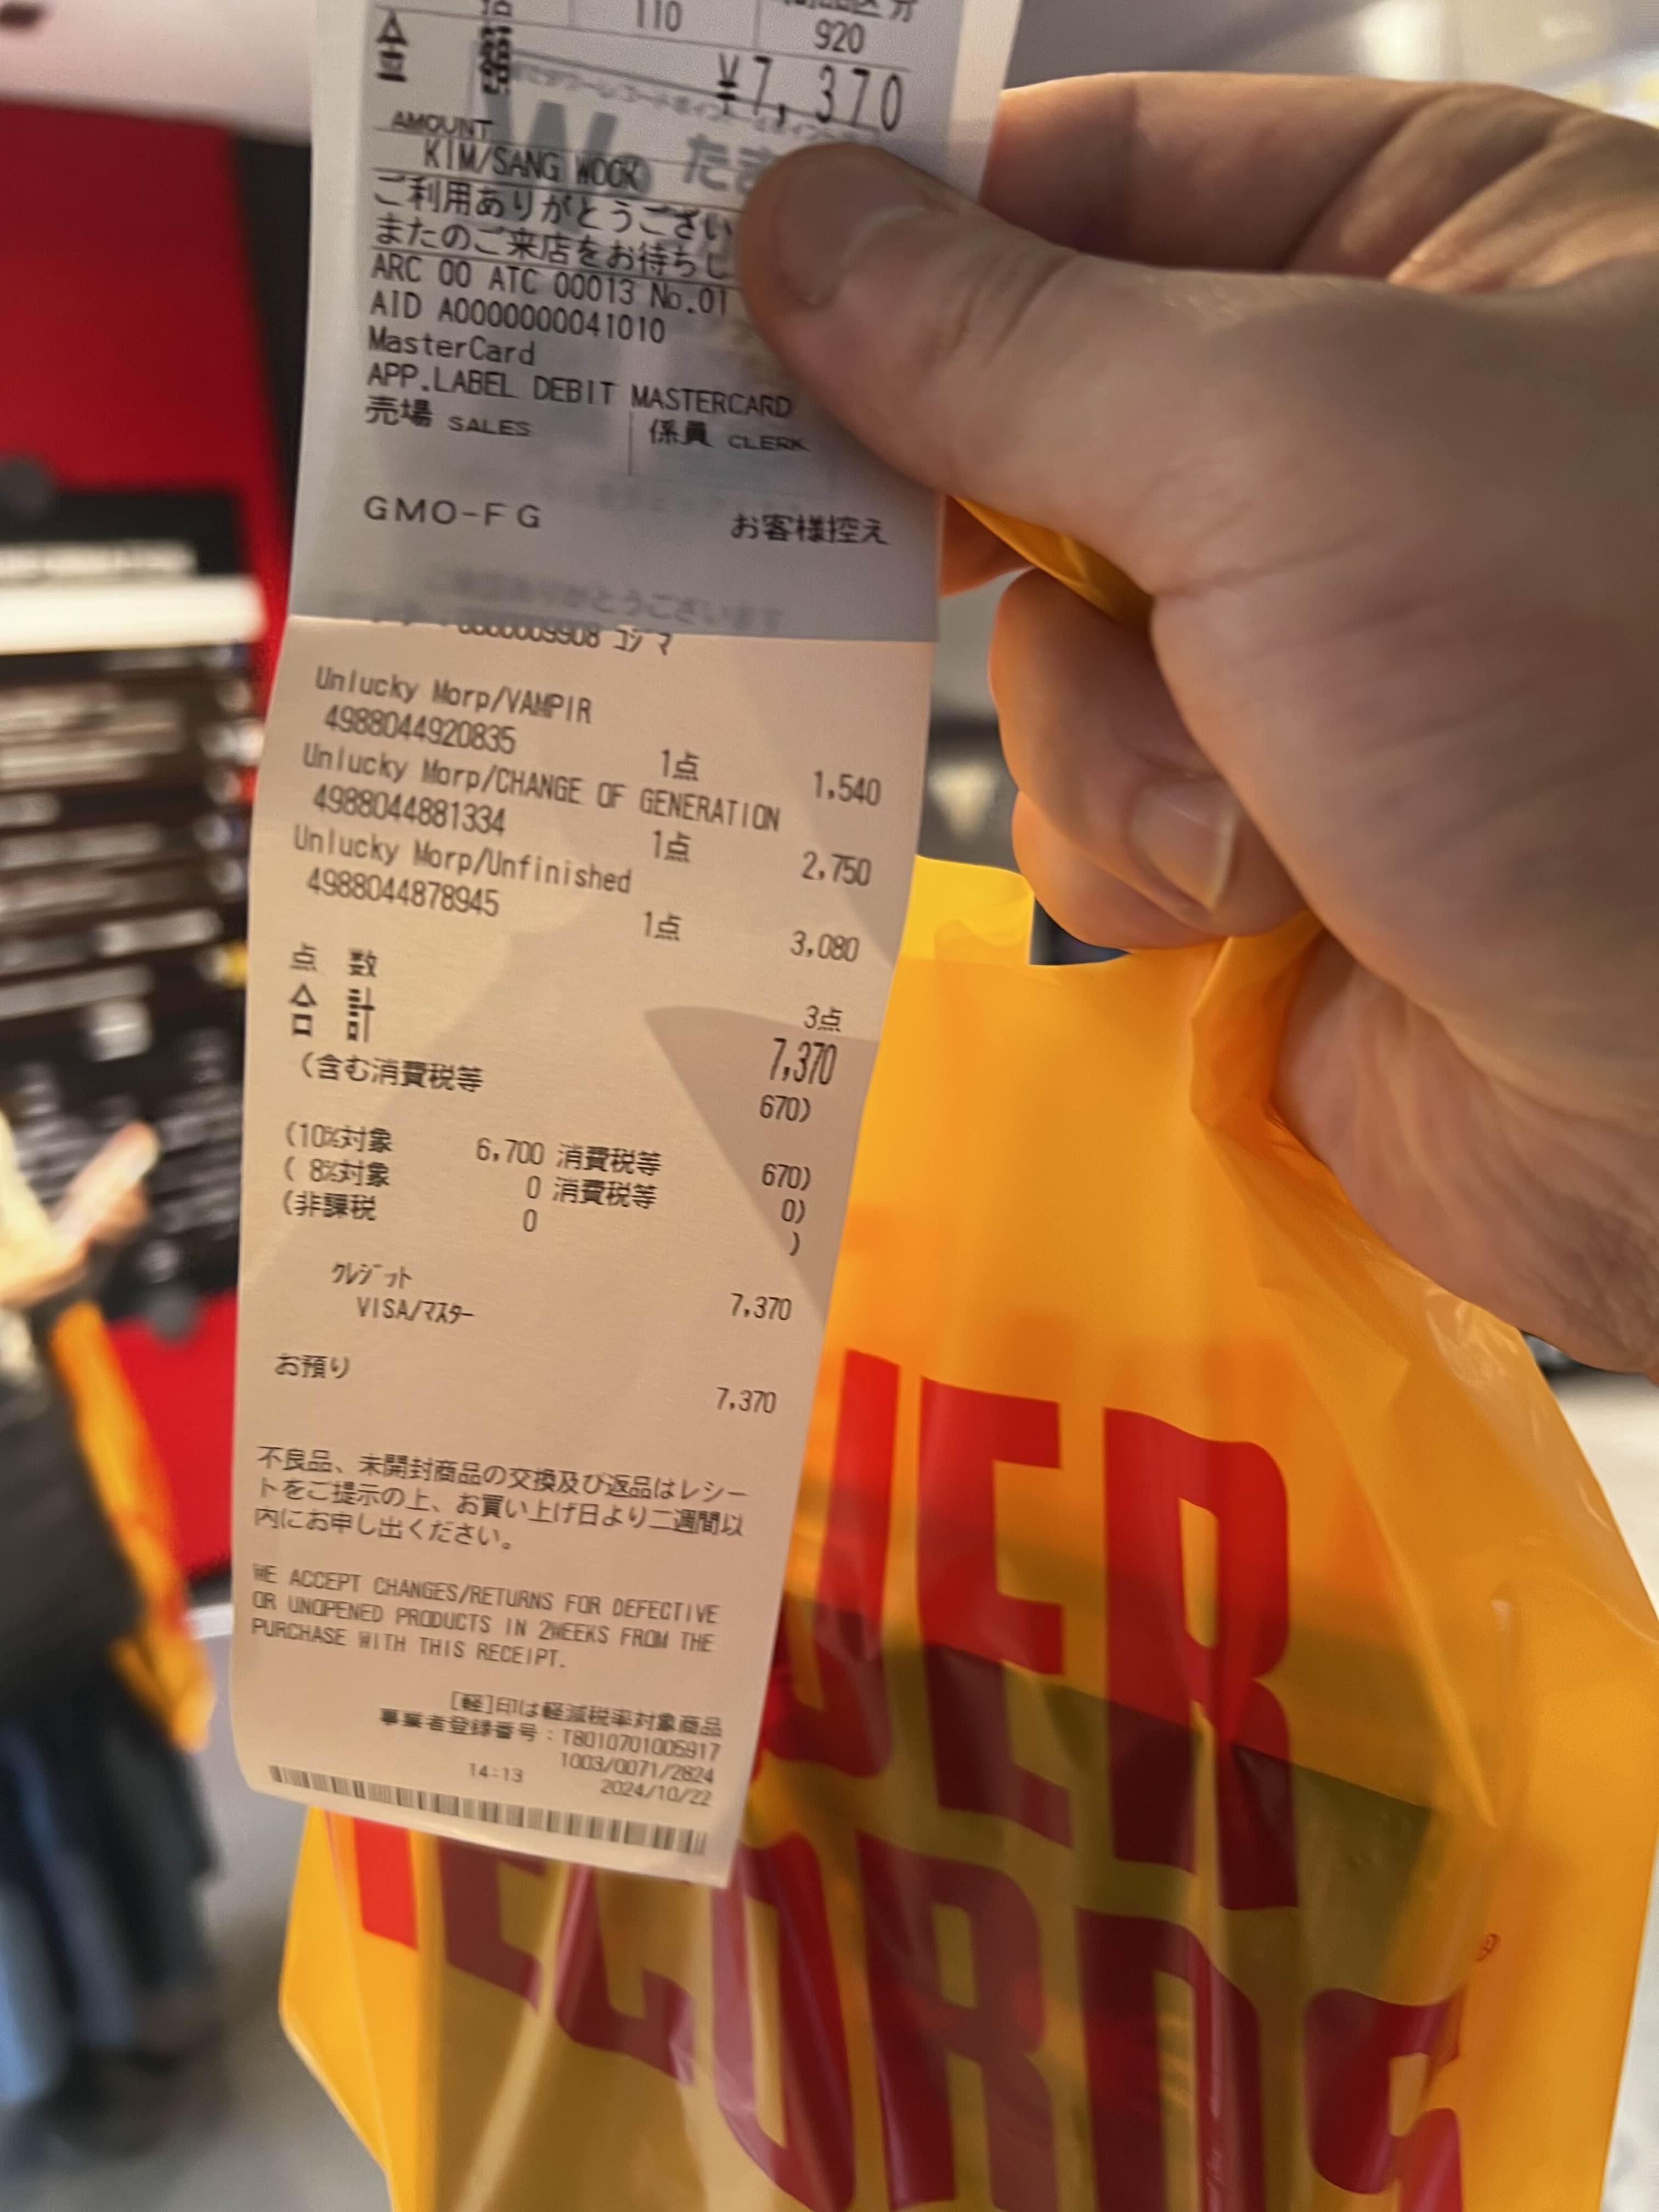 110
920
金 額
¥7,370
AMOUNT
KIM/SANG WOOK
ご利用ありがとうござい
またのご来店をお待ちし
ARC 00 ATC 00013 No.01
AID A0000000041010
MasterCard
APP.LABEL DEBIT MASTERCARD
売場 SALES 係員 CLERK
GMO-FG お客様控え
0000009908 コジマ
Unlucky Morp/VAMPIR
4988044920835
1点 1,540
Unlucky Morp/CHANGE OF GENERATION
4988044881334
1点 2,750
Unlucky Morp/Unfinished
4988044878945
1点 3,080
点 数 3点
合 計 7,370
(含む消費税等 670)
(10%対象 6,700 消費税等 670)
( 8%対象 0 消費税等 0)
(非課税 0 )
クレジット
VISA/マスター 7,370
お預り 7,370
不良品、未開封商品の交換及び返品はレシー
トをご提示の上、お買い上げ日より二週間以
内にお申し出ください。
WE ACCEPT CHANGES/RETURNS FOR DEFECTIVE
OR UNOPENED PRODUCTS IN 2WEEKS FROM THE
PURCHASE WITH THIS RECEIPT.
[軽]印は軽減税率対象商品
事業者登録番号：T8010701005917
1003/0071/2824
14:13 2024/10/22
WER
RECORDS